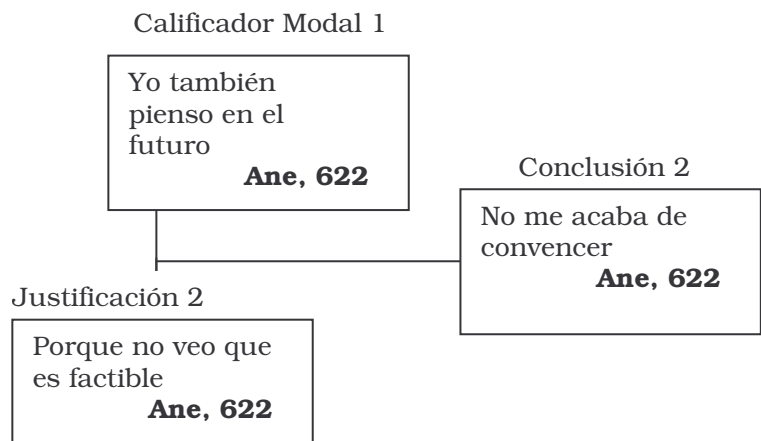 Calificador Modal 1
Yo también
pienso en el
futuro
Ane, 622
Conclusión 2
No me acaba de
convencer
Ane, 622
Justificación 2
Porque no veo que
es factible
Ane, 622